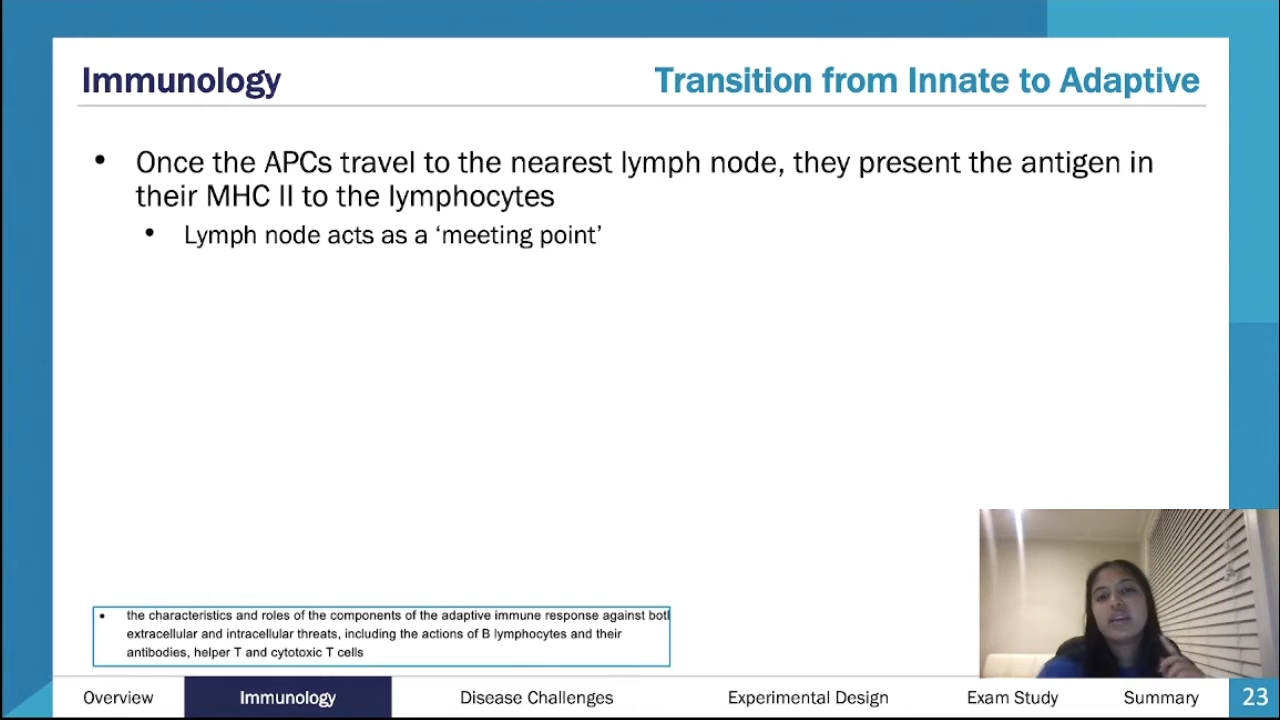 Immunology
Transition from Innate to Adaptive
• Once the APCs travel to the nearest lymph node, they present the antigen in
their MHC II to the lymphocytes
• Lymph node acts as a ‘meeting point’
• the characteristics and roles of the components of the adaptive immune response against both
extracellular and intracellular threats, including the actions of B lymphocytes and their
antibodies, helper T and cytotoxic T cells
Overview
Immunology
Disease Challenges
Experimental Design
Exam Study
Summary
23